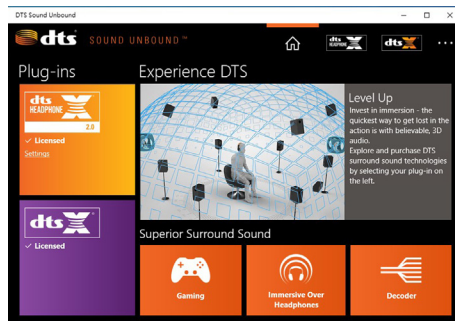 DTS Sound Unbound
dts SOUND UNBOUND™
dts HEADPHONE:X
dts X
Plug-ins
dts
HEADPHONE:X
2.0
✓ Licensed
Settings
dts X
✓ Licensed
Experience DTS
Level Up
Invest in immersion - the
quickest way to get lost in the
action is with believable, 3D
audio.
Explore and purchase DTS
surround sound technologies
by selecting your plug-in on
the left.
Superior Surround Sound
Gaming
Immersive Over
Headphones
Decoder